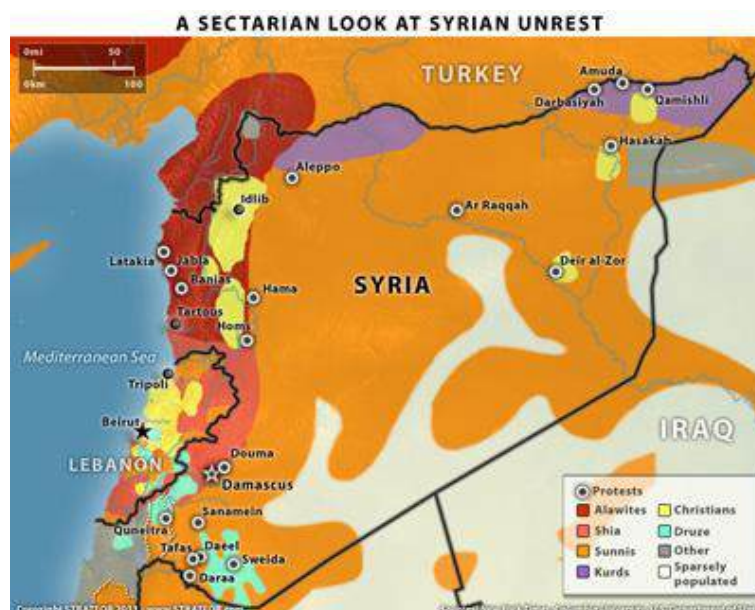 A SECTARIAN LOOK AT SYRIAN UNREST
0mi 50
0km 100
TURKEY
Amuda
Darbasiyah
Qamishli
Hasakah
Aleppo
Idlib
Ar Raqqah
Latakia
Jabla
Banias
Deir al-Zor
SYRIA
Hama
Tartous
Homs
Mediterranean Sea
Tripoli
Beirut
IRAQ
LEBANON
Douma
Damascus
Quneitra
Sanamein
Tafas
Daeel
Sweida
Daraa
Protests
Alawites
Shia
Sunnis
Kurds
Christians
Druze
Other
Sparsely
populated
Copyright STRATFOR